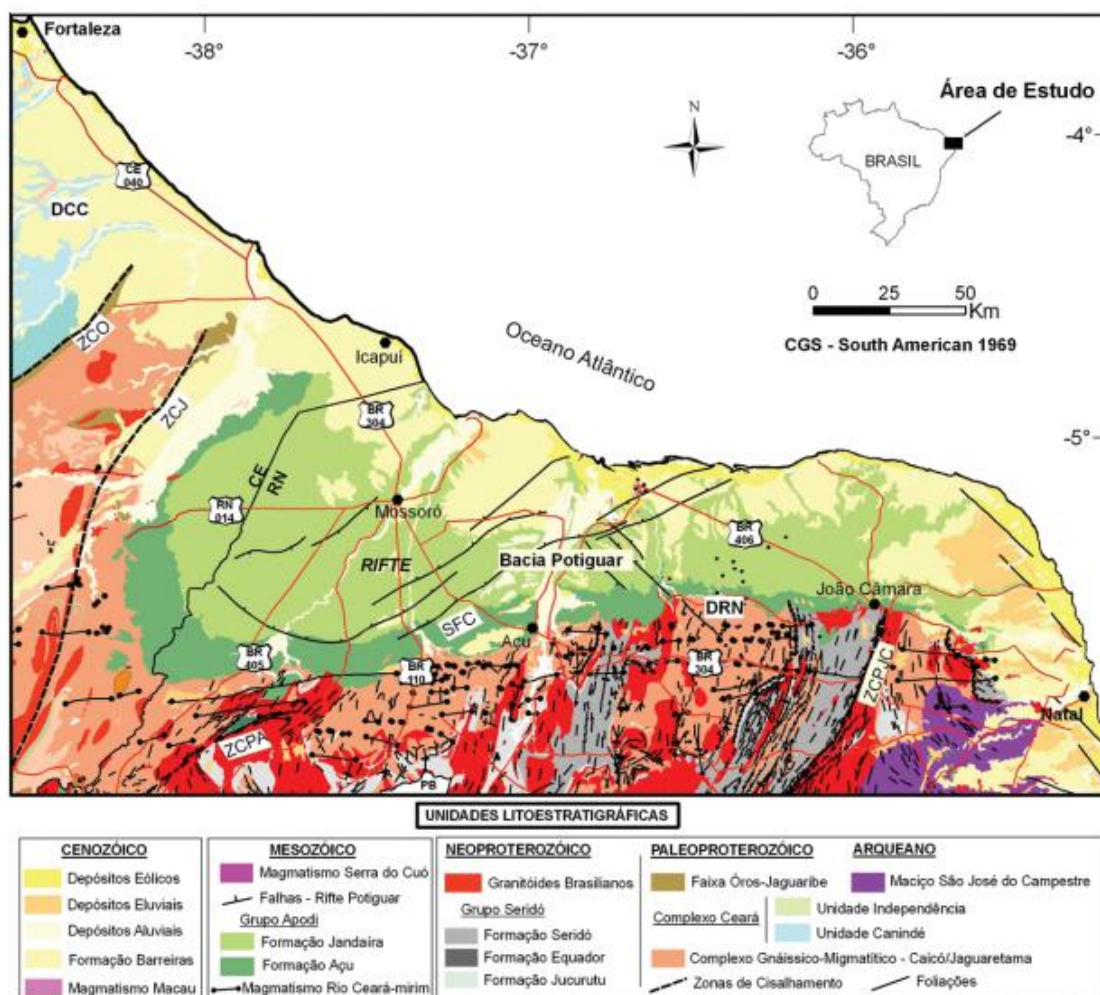 Fortaleza
-38°
-37°
-36°
Área de Estudo
N
-4°
BRASIL
CE
040
DCC
0 25 50
Km
CGS - South American 1969
ZCO
Oceano Atlântico
Icapuí
ZCJ
BR
304
-5°
CE
RN
RN
014
Mossoró
BR
406
RIFTE
Bacia Potiguar
João Câmara
DRN
SFC
Açu
BR
405
BR
110
BR
304
ZCPJC
Natal
ZCPA
PB
UNIDADES LITOESTRATIGRÁFICAS
CENOZÓICO
Depósitos Eólicos
Depósitos Eluviais
Depósitos Aluviais
Formação Barreiras
Magmatismo Macau
MESOZÓICO
Magmatismo Serra do Cuó
Falhas - Rifte Potiguar
Grupo Apodi
Formação Jandaíra
Formação Açu
Magmatismo Rio Ceará-mirim
NEOPROTEROZÓICO
Granitóides Brasilianos
Grupo Seridó
Formação Seridó
Formação Equador
Formação Jucurutu
PALEOPROTEROZÓICO
Faixa Óros-Jaguaribe
Complexo Ceará
Unidade Independência
Unidade Canindé
Complexo Gnáissico-Migmatítico - Caicó/Jaguaretama
Zonas de Cisalhamento
Foliações
ARQUEANO
Maciço São José do Campestre